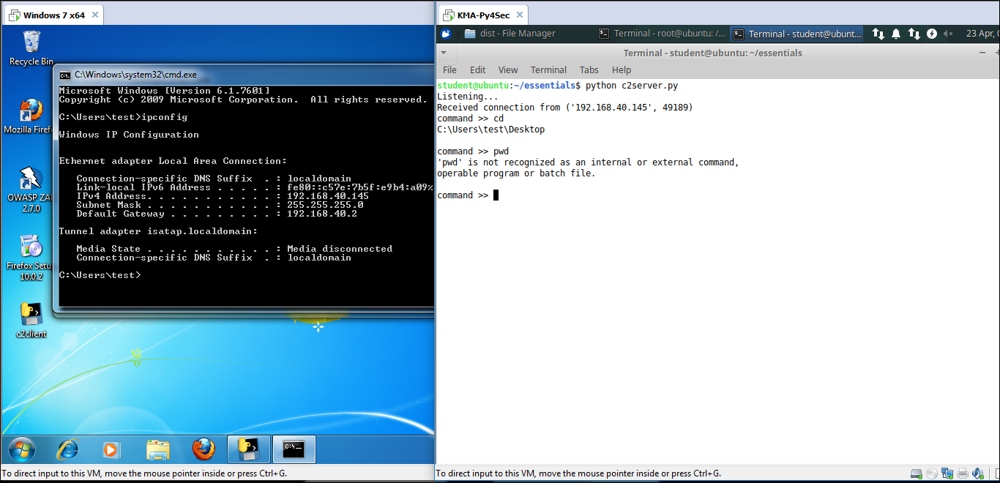 Windows 7 x64
Recycle Bin
Mozilla Firef
OWASP ZA
2.7.0
Firefox Setu
10.0.2
c2client
C:\Windows\system32\cmd.exe
Microsoft Windows [Version 6.1.7601]
Copyright (c) 2009 Microsoft Corporation.  All rights reserved.
C:\Users\test>ipconfig
Windows IP Configuration
Ethernet adapter Local Area Connection:
Connection-specific DNS Suffix  . : localdomain
Link-local IPv6 Address . . . . . : fe80::c57e:7b5f:e9b4:a09%
IPv4 Address. . . . . . . . . . . : 192.168.40.145
Subnet Mask . . . . . . . . . . . : 255.255.255.0
Default Gateway . . . . . . . . . : 192.168.40.2
Tunnel adapter isatap.localdomain:
Media State . . . . . . . . . . . : Media disconnected
Connection-specific DNS Suffix  . : localdomain
C:\Users\test>
To direct input to this VM, move the mouse pointer inside or press Ctrl+G.
KMA-Py4Sec
dist - File Manager
Terminal - root@ubuntu: /...
Terminal - student@ubunt...
23 Apr,
Terminal - student@ubuntu: ~/essentials
File Edit View Terminal Tabs Help
student@ubuntu:~/essentials$ python c2server.py
Listening...
Received connection from ('192.168.40.145', 49189)
command >> cd
C:\Users\test\Desktop
command >> pwd
'pwd' is not recognized as an internal or external command,
operable program or batch file.
command >>
To direct input to this VM, move the mouse pointer inside or press Ctrl+G.